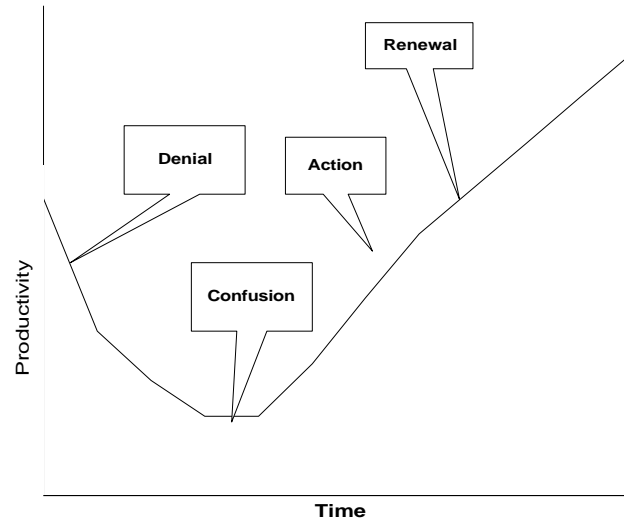 Renewal
Denial
Action
Confusion
Productivity
Time